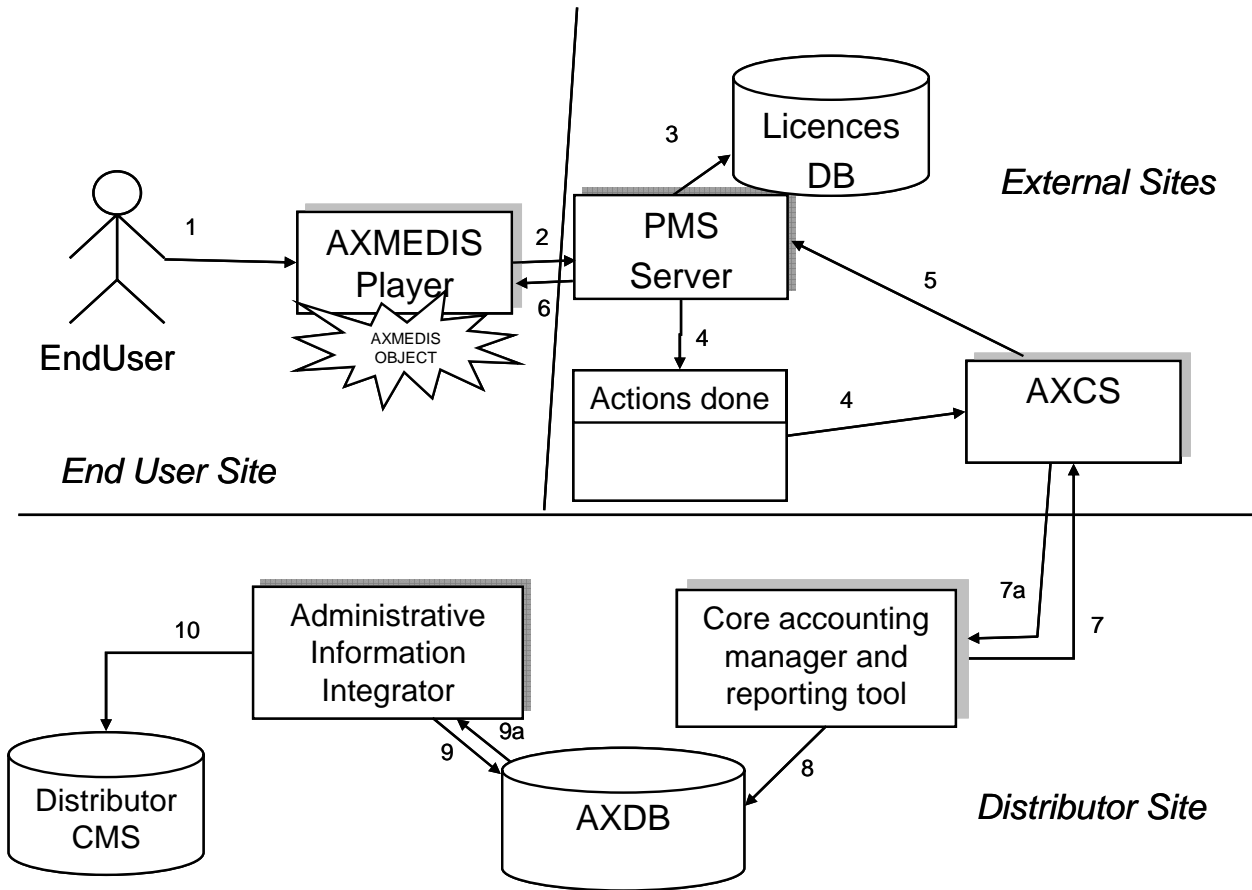 Licences
DB
3
External Sites
1
AXMEDIS
Player
2
PMS
Server
5
6
AXMEDIS
OBJECT
EndUser
4
Actions done
4
AXCS
End User Site
7a
7
10
Administrative
Information
Integrator
Core accounting
manager and
reporting tool
9a
9
8
Distributor
CMS
AXDB
Distributor Site